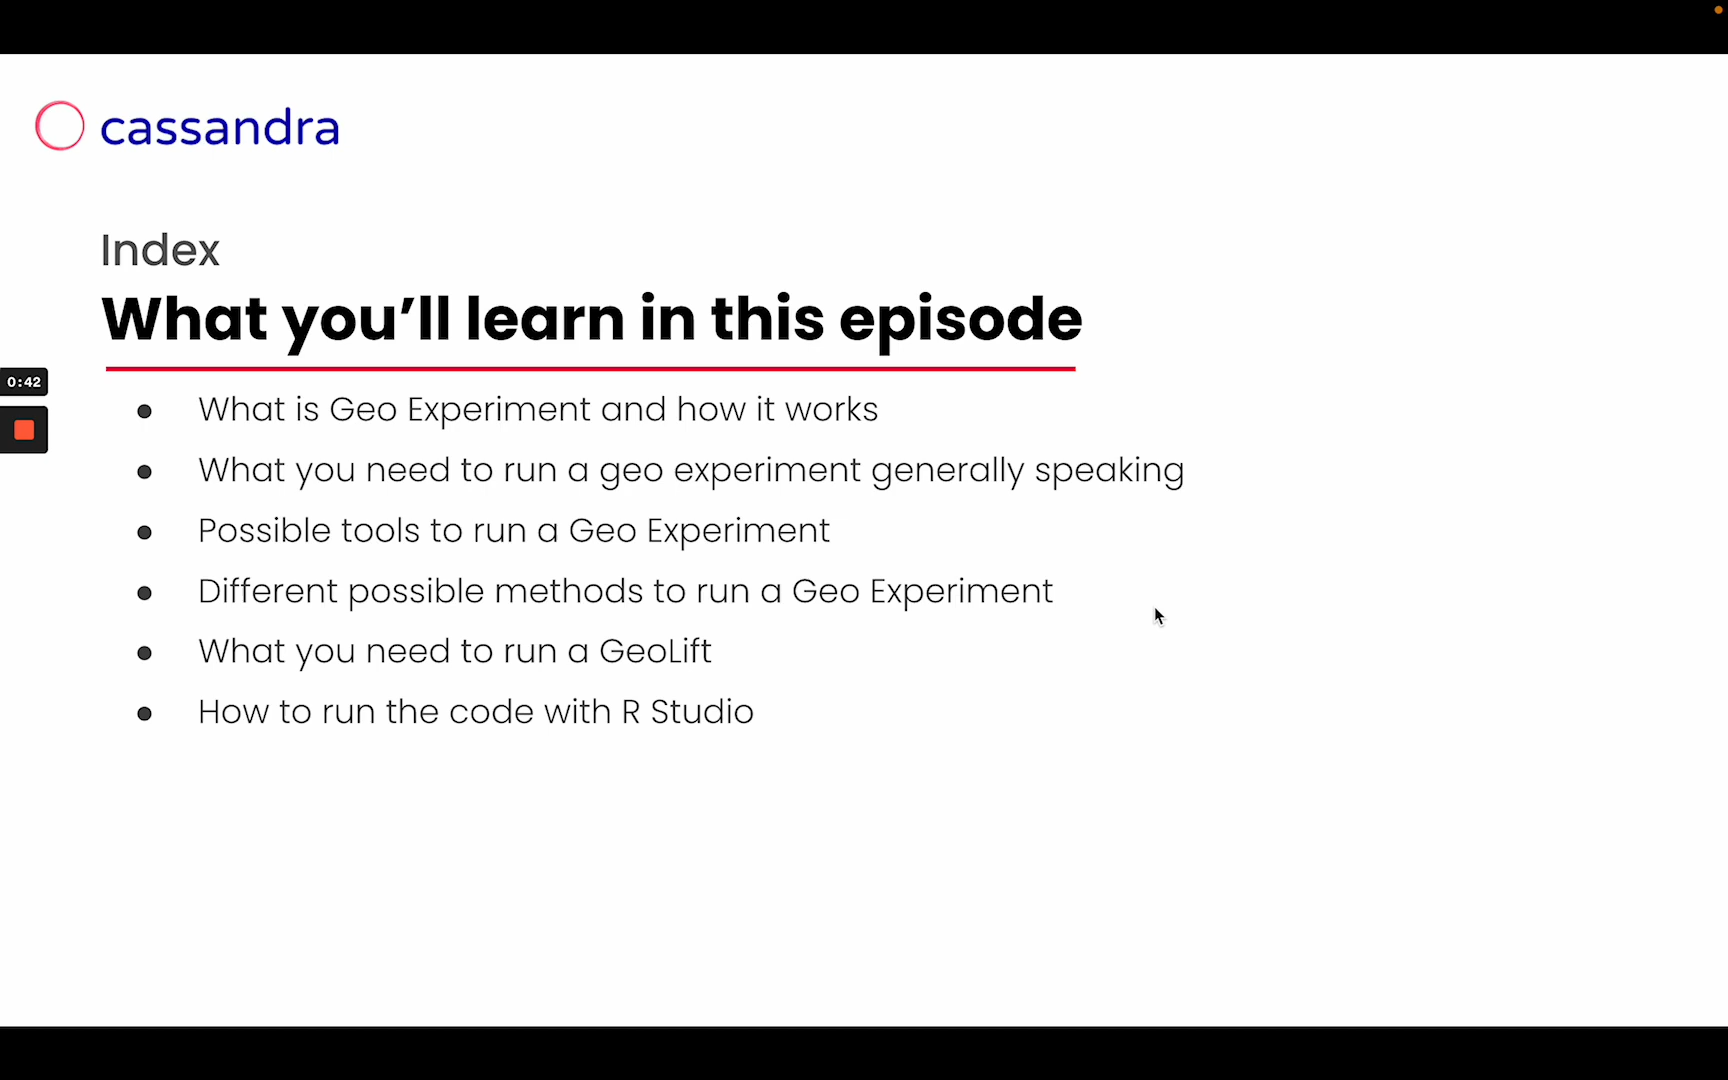 cassandra
Index
What you’ll learn in this episode
0:42
● What is Geo Experiment and how it works
● What you need to run a geo experiment generally speaking
● Possible tools to run a Geo Experiment
● Different possible methods to run a Geo Experiment
● What you need to run a GeoLift
● How to run the code with R Studio